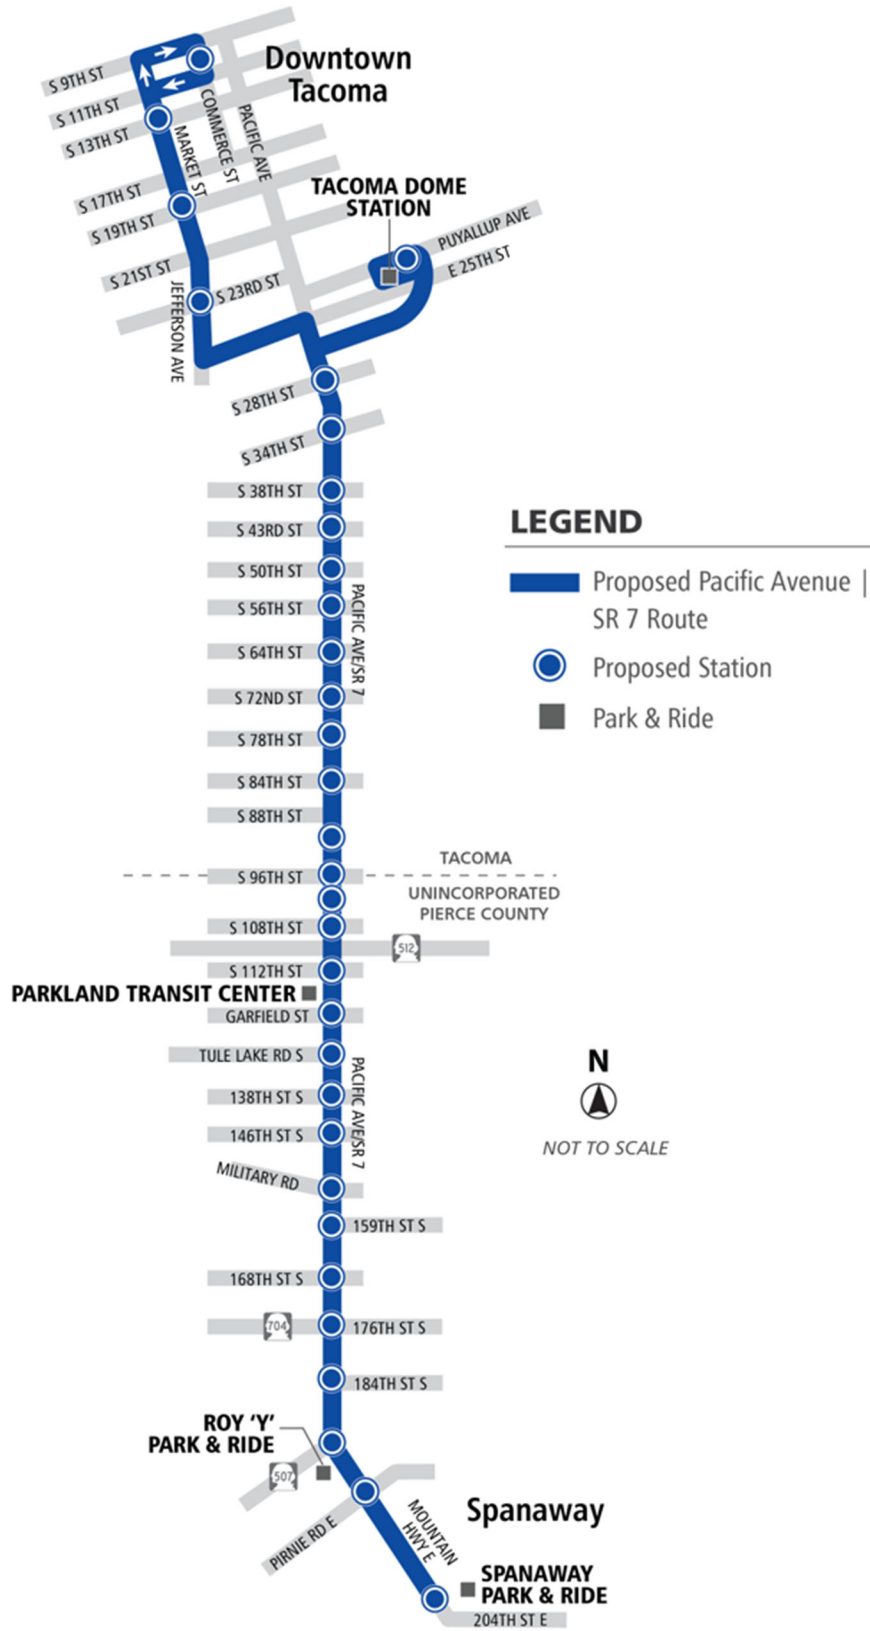 Downtown
Tacoma
S 9TH ST
S 11TH ST
S 13TH ST
COMMERCE ST
PACIFIC AVE
MARKET ST
S 17TH ST
S 19TH ST
TACOMA DOME
STATION
PUYALLUP AVE
E 25TH ST
S 21ST ST
S 23RD ST
JEFFERSON AVE
S 28TH ST
S 34TH ST
S 38TH ST
S 43RD ST
S 50TH ST
S 56TH ST
PACIFIC AVE/SR 7
S 64TH ST
S 72ND ST
S 78TH ST
S 84TH ST
S 88TH ST
LEGEND
Proposed Pacific Avenue |
SR 7 Route
Proposed Station
Park & Ride
TACOMA
S 96TH ST
UNINCORPORATED
PIERCE COUNTY
S 108TH ST
512
S 112TH ST
PARKLAND TRANSIT CENTER
GARFIELD ST
TULE LAKE RD S
PACIFIC AVE/SR 7
138TH ST S
146TH ST S
N
NOT TO SCALE
MILITARY RD
159TH ST S
168TH ST S
704
176TH ST S
184TH ST S
ROY ‘Y’
PARK & RIDE
507
PIRNIE RD E
MOUNTAIN
HWY E
Spanaway
SPANAWAY
PARK & RIDE
204TH ST E